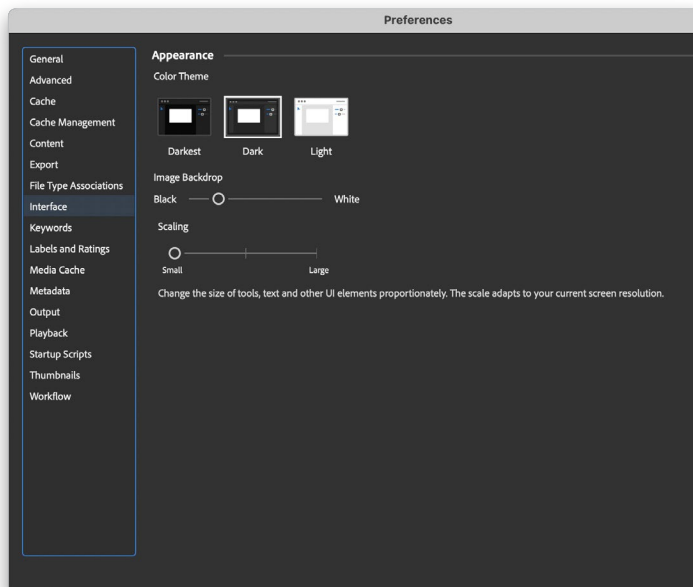 Preferences
General
Advanced
Cache
Cache Management
Content
Export
File Type Associations
Interface
Keywords
Labels and Ratings
Media Cache
Metadata
Output
Playback
Startup Scripts
Thumbnails
Workflow
Appearance
Color Theme
Darkest Dark Light
Image Backdrop
Black White
Scaling
Small Large
Change the size of tools, text and other UI elements proportionately. The scale adapts to your current screen resolution.